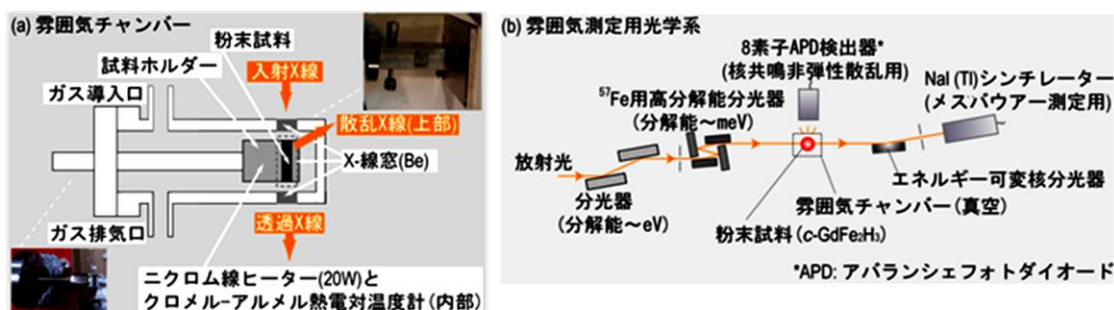 (a) 雰囲気チャンバー
粉末試料
試料ホルダー
入射X線
ガス導入口
散乱X線(上部)
X-線窓(Be)
ガス排気口
透過X線
ニクロム線ヒーター(20W)と
クロメル-アルメル熱電対温度計(内部)
(b) 雰囲気測定用光学系
8素子APD検出器*
(核共鳴非弾性散乱用)
NaI (Tl)シンチレーター
(メスバウアー測定用)
57Fe用高分解能分光器
(分解能~meV)
放射光
分光器
(分解能~eV)
エネルギー可変核分光器
雰囲気チャンバー(真空)
粉末試料(c-GdFe2H3)
*APD: アバランシェフォトダイオード